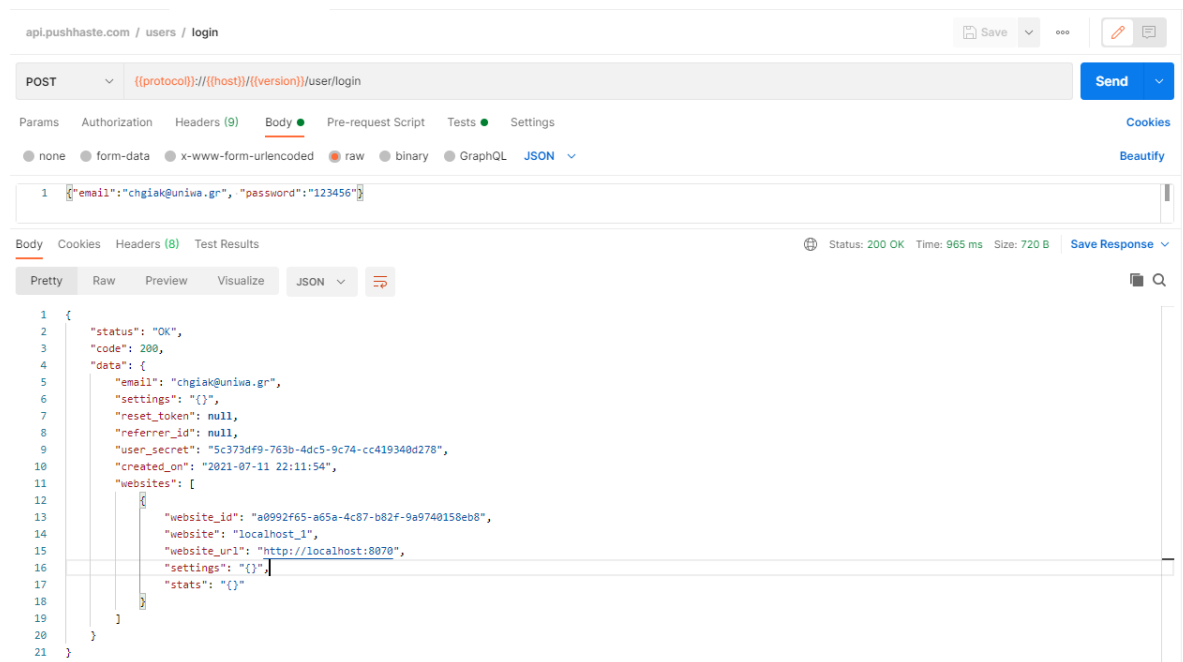 api.pushhaste.com / users / login
Save
ooo
POST
{{protocol}}://{{host}}/{{version}}/user/login
Send
Params Authorization Headers (9) Body Pre-request Script Tests Settings
Cookies
none form-data x-www-form-urlencoded raw binary GraphQL JSON
Beautify
1 {"email":"chgiak@uniwa.gr", "password":"123456"}
Body Cookies Headers (8) Test Results
Status: 200 OK Time: 965 ms Size: 720 B Save Response
Pretty Raw Preview Visualize JSON
1 {
2 "status": "OK",
3 "code": 200,
4 "data": {
5 "email": "chgiak@uniwa.gr",
6 "settings": "{}",
7 "reset_token": null,
8 "referrer_id": null,
9 "user_secret": "5c373df9-763b-4dc5-9c74-cc419340d278",
10 "created_on": "2021-07-11 22:11:54",
11 "websites": [
12 {
13 "website_id": "a0992f65-a65a-4c87-b82f-9a9740158eb8",
14 "website": "localhost_1",
15 "website_url": "http://localhost:8070",
16 "settings": "{}",
17 "stats": "{}"
18 }
19 ]
20 }
21 }